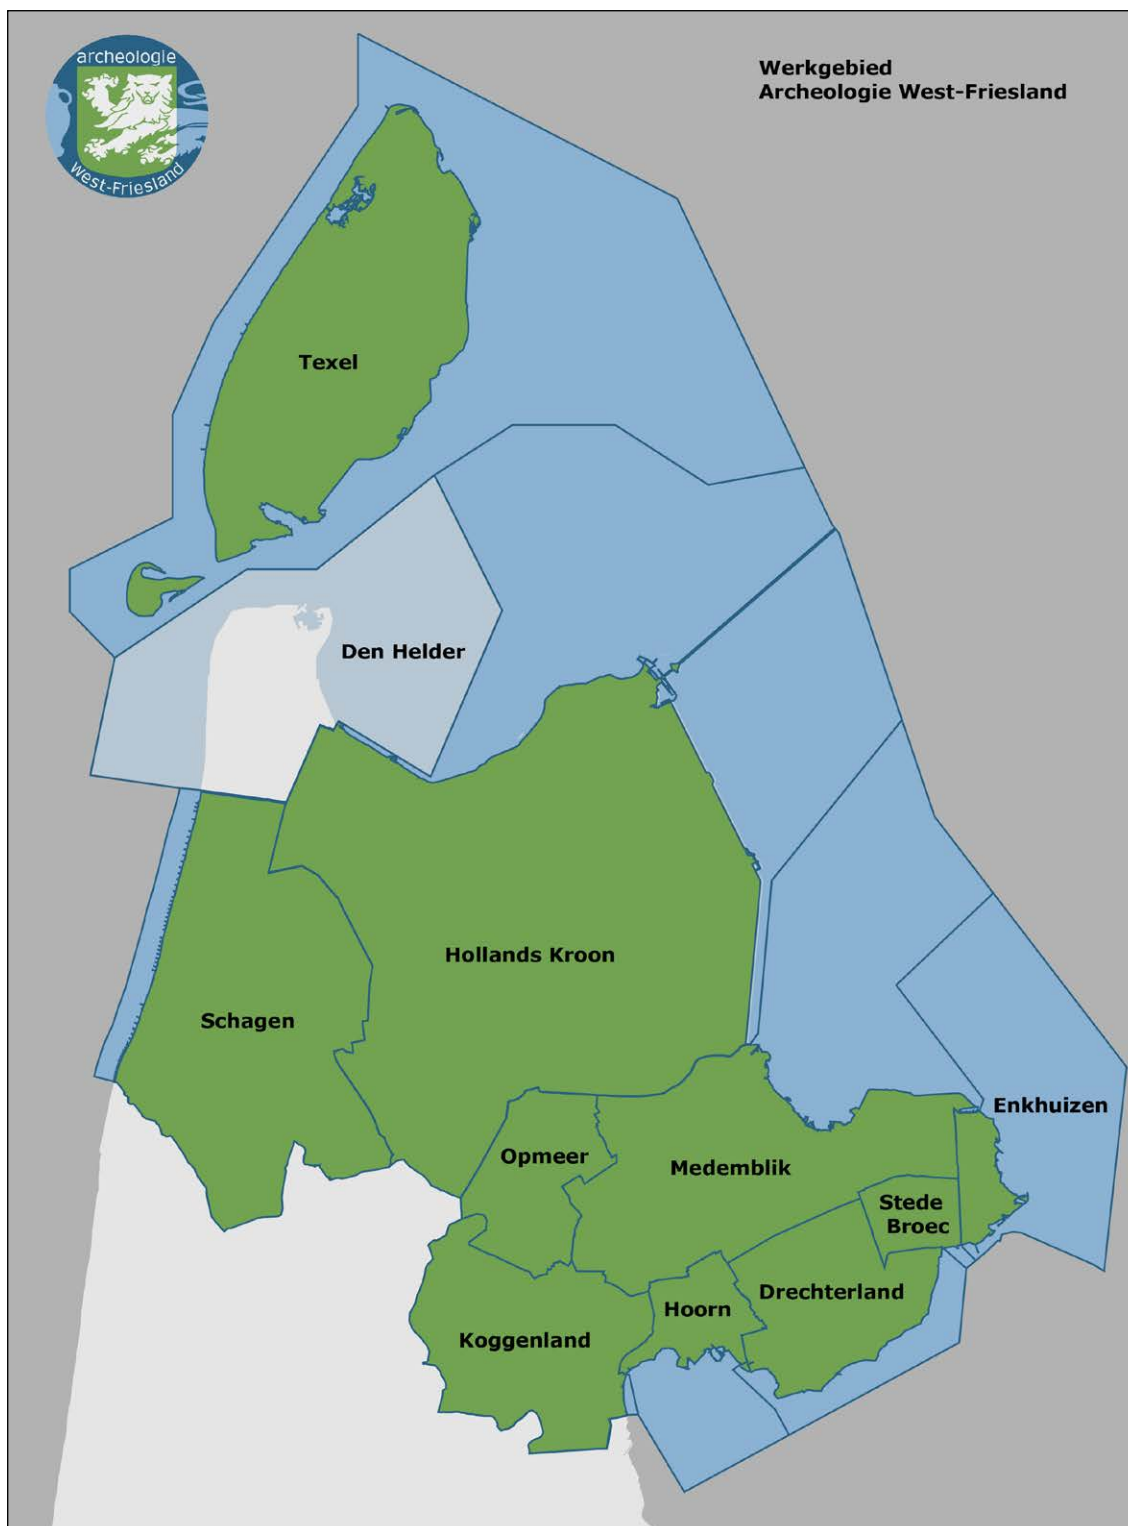 archeologie
West-Friesland
Werkgebied
Archeologie West-Friesland
Texel
Den Helder
Hollands Kroon
Schagen
Enkhuizen
Opmeer
Medemblik
Stede
Broec
Drechterland
Hoorn
Koggenland